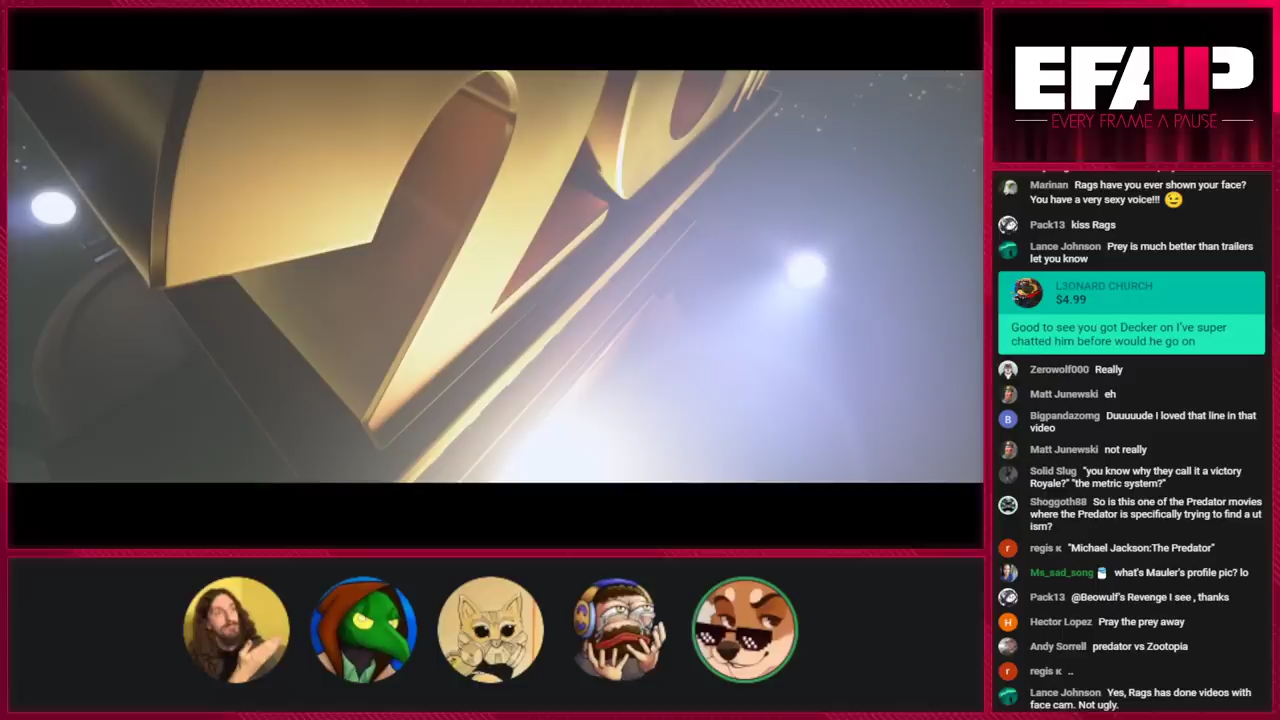 20
EFAP
EVERY FRAME A PAUSE
Marinan Rags have you ever shown your face?
You have a very sexy voice!!! 😉
Pack13 kiss Rags
Lance Johnson Prey is much better than trailers
let you know
L3ONARD CHURCH
$4.99
Good to see you got Decker on I've super
chatted him before would he go on
Zerowolf000 Really
Matt Junewski eh
B
Bigpandazomg Duuuuude I loved that line in that
video
Matt Junewski not really
Solid Slug "you know why they call it a victory
Royale?" "the metric system?"
Shoggoth88 So is this one of the Predator movies
where the Predator is specifically trying to find a ut
ism?
r
regis κ "Michael Jackson:The Predator"
Ms_sad_song what's Mauler's profile pic? lo
Pack13 @Beowulf's Revenge I see , thanks
H
Hector Lopez Pray the prey away
Andy Sorrell predator vs Zootopia
r
regis κ ..
Lance Johnson Yes, Rags has done videos with
face cam. Not ugly.